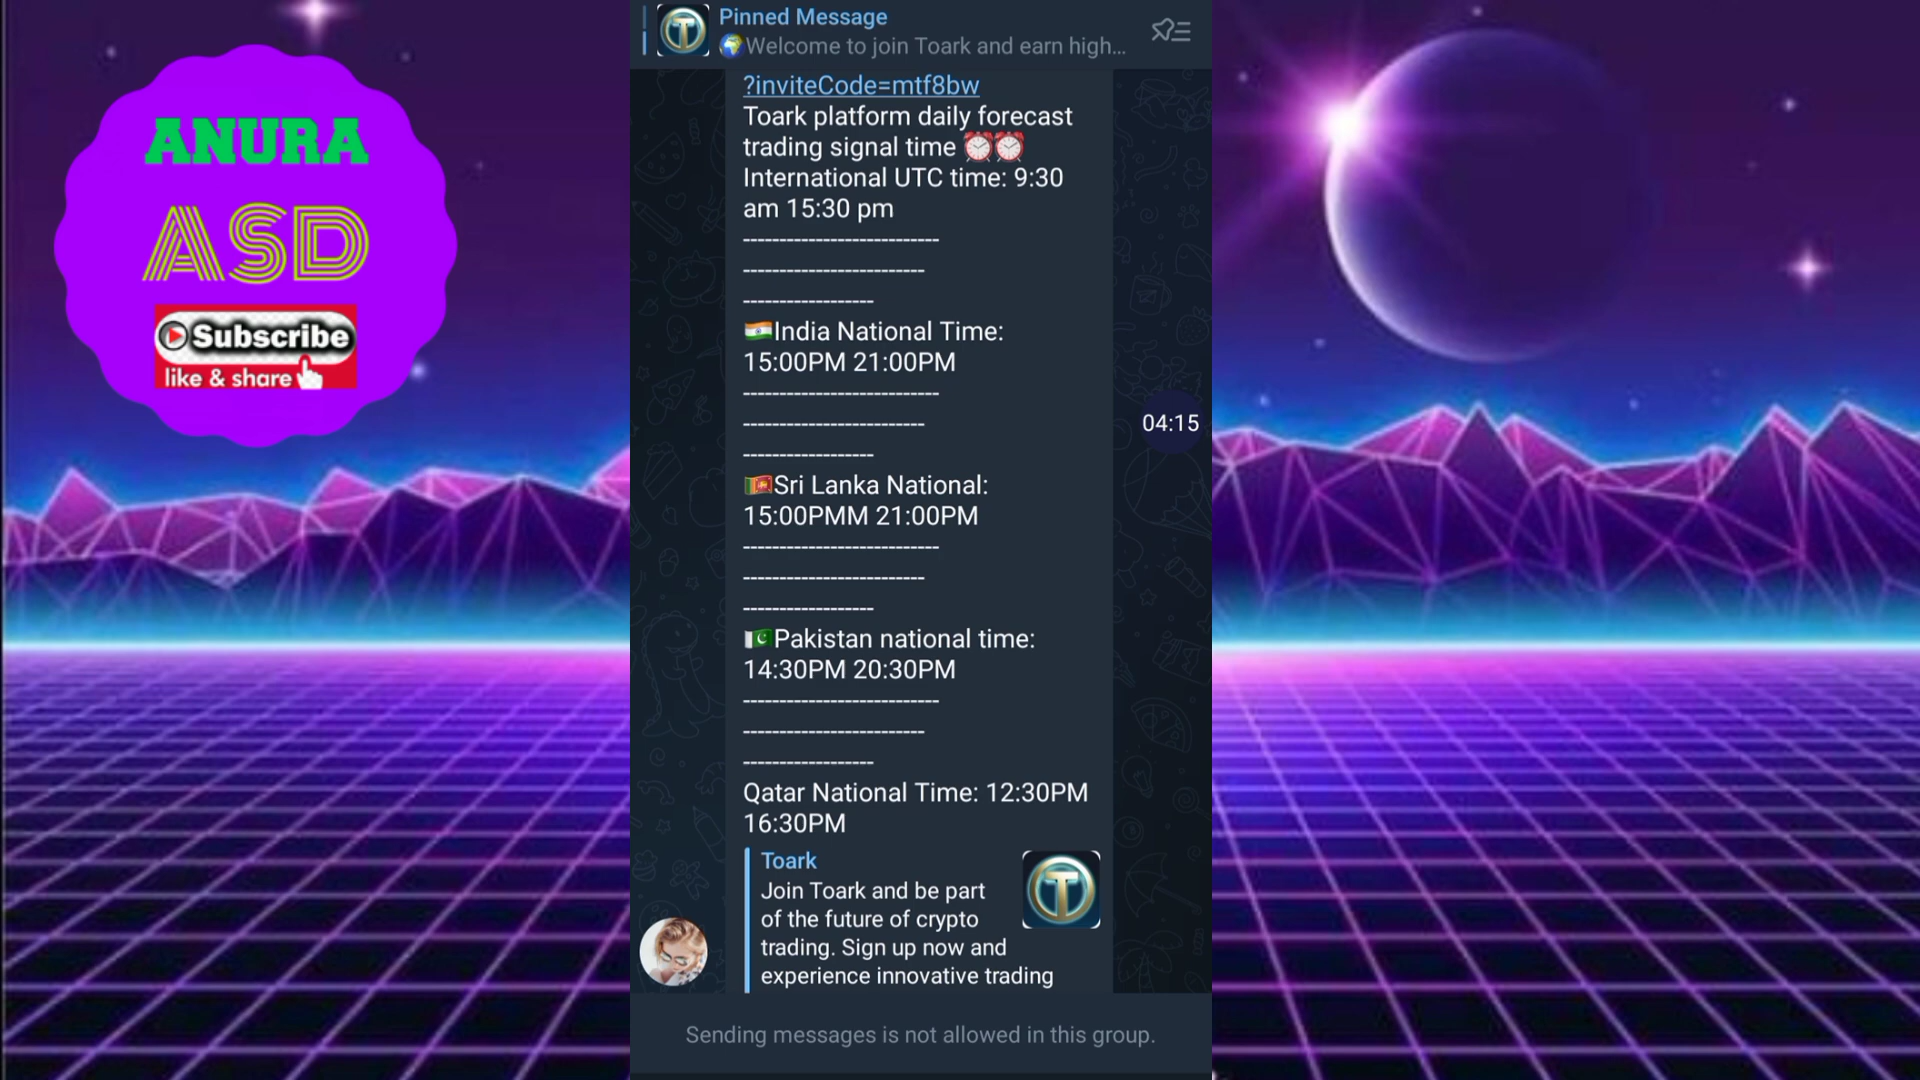 ANURA
ASD
Subscribe
like & share
Pinned Message
🌍Welcome to join Toark and earn high...
?inviteCode=mtf8bw
Toark platform daily forecast
trading signal time ⏰⏰
International UTC time: 9:30
am 15:30 pm
---------------------------
-------------------------
------------------
🇮🇳India National Time:
15:00PM 21:00PM
---------------------------
-------------------------
------------------
🇱🇰Sri Lanka National:
15:00PMM 21:00PM
---------------------------
-------------------------
------------------
🇵🇰Pakistan national time:
14:30PM 20:30PM
---------------------------
-------------------------
------------------
Qatar National Time: 12:30PM
16:30PM
Toark
Join Toark and be part
of the future of crypto
trading. Sign up now and
experience innovative trading
Sending messages is not allowed in this group.
04:15